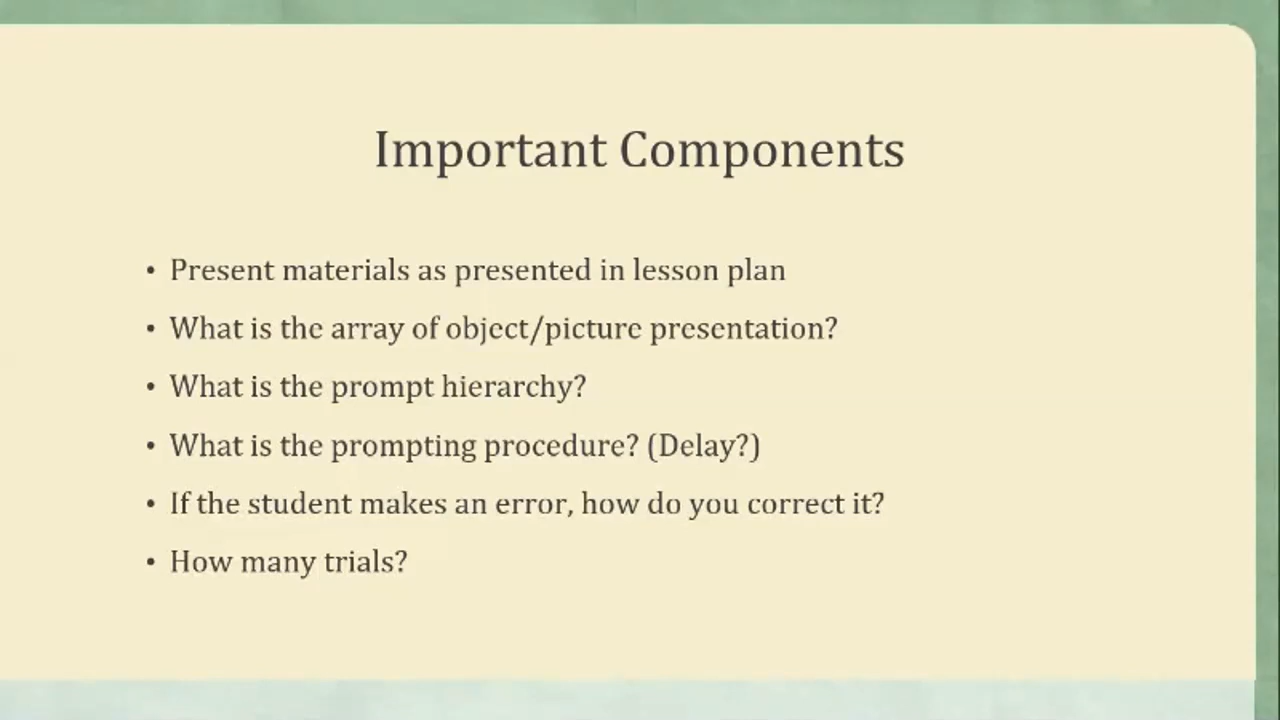 Important Components
• Present materials as presented in lesson plan
• What is the array of object/picture presentation?
• What is the prompt hierarchy?
• What is the prompting procedure? (Delay?)
• If the student makes an error, how do you correct it?
• How many trials?